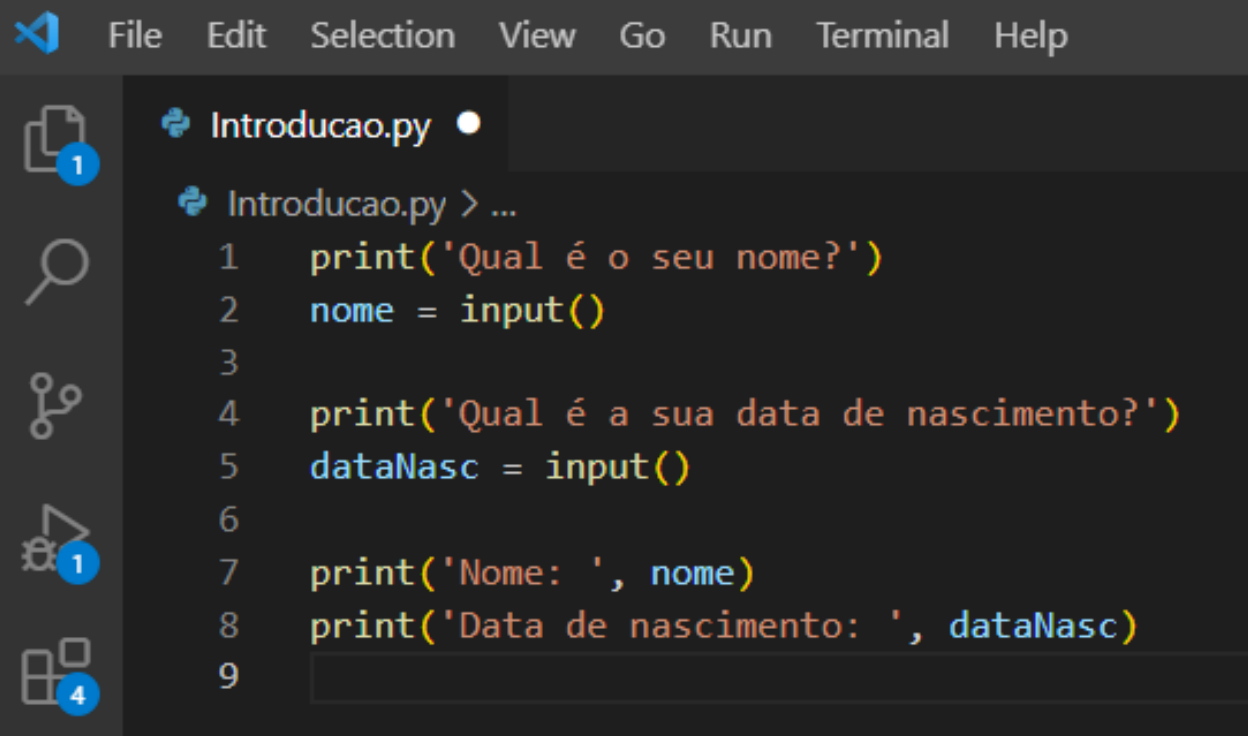 File Edit Selection View Go Run Terminal Help
Introducao.py
1
Introducao.py > ...
1 print('Qual é o seu nome?')
2 nome = input()
3
4 print('Qual é a sua data de nascimento?')
5 dataNasc = input()
6
1
7 print('Nome: ', nome)
8 print('Data de nascimento: ', dataNasc)
9
4